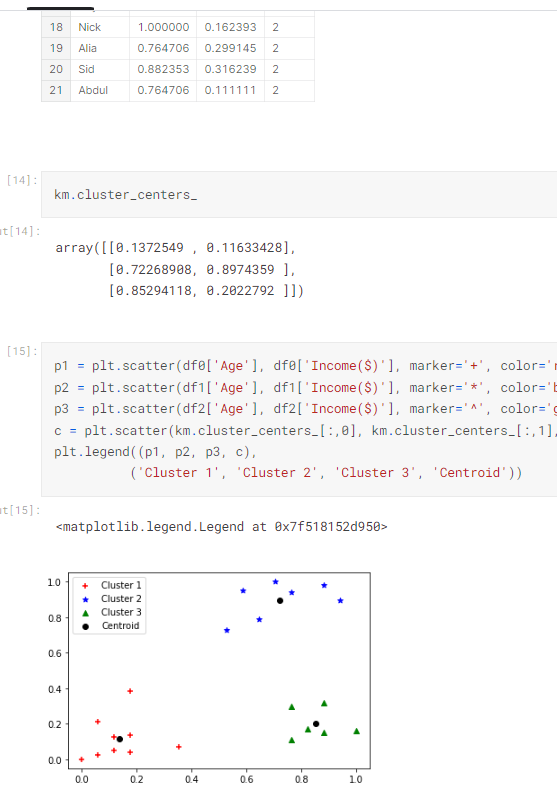 18 Nick 1.000000 0.162393 2
19 Alia 0.764706 0.299145 2
20 Sid 0.882353 0.316239 2
21 Abdul 0.764706 0.111111 2
[14]:
km.cluster_centers_
ut[14]:
array([[0.1372549 , 0.11633428],
[0.72268908, 0.8974359 ],
[0.85294118, 0.2022792 ]])
[15]:
p1 = plt.scatter(df0['Age'], df0['Income($)'], marker='+', color='r
p2 = plt.scatter(df1['Age'], df1['Income($)'], marker='*', color='b
p3 = plt.scatter(df2['Age'], df2['Income($)'], marker='^', color='g
c = plt.scatter(km.cluster_centers_[:,0], km.cluster_centers_[:,1],
plt.legend((p1, p2, p3, c),
('Cluster 1', 'Cluster 2', 'Cluster 3', 'Centroid'))
ut[15]:
<matplotlib.legend.Legend at 0x7f518152d950>
Cluster 1
Cluster 2
Cluster 3
Centroid
1.0
0.8
0.6
0.4
0.2
0.0
0.0 0.2 0.4 0.6 0.8 1.0